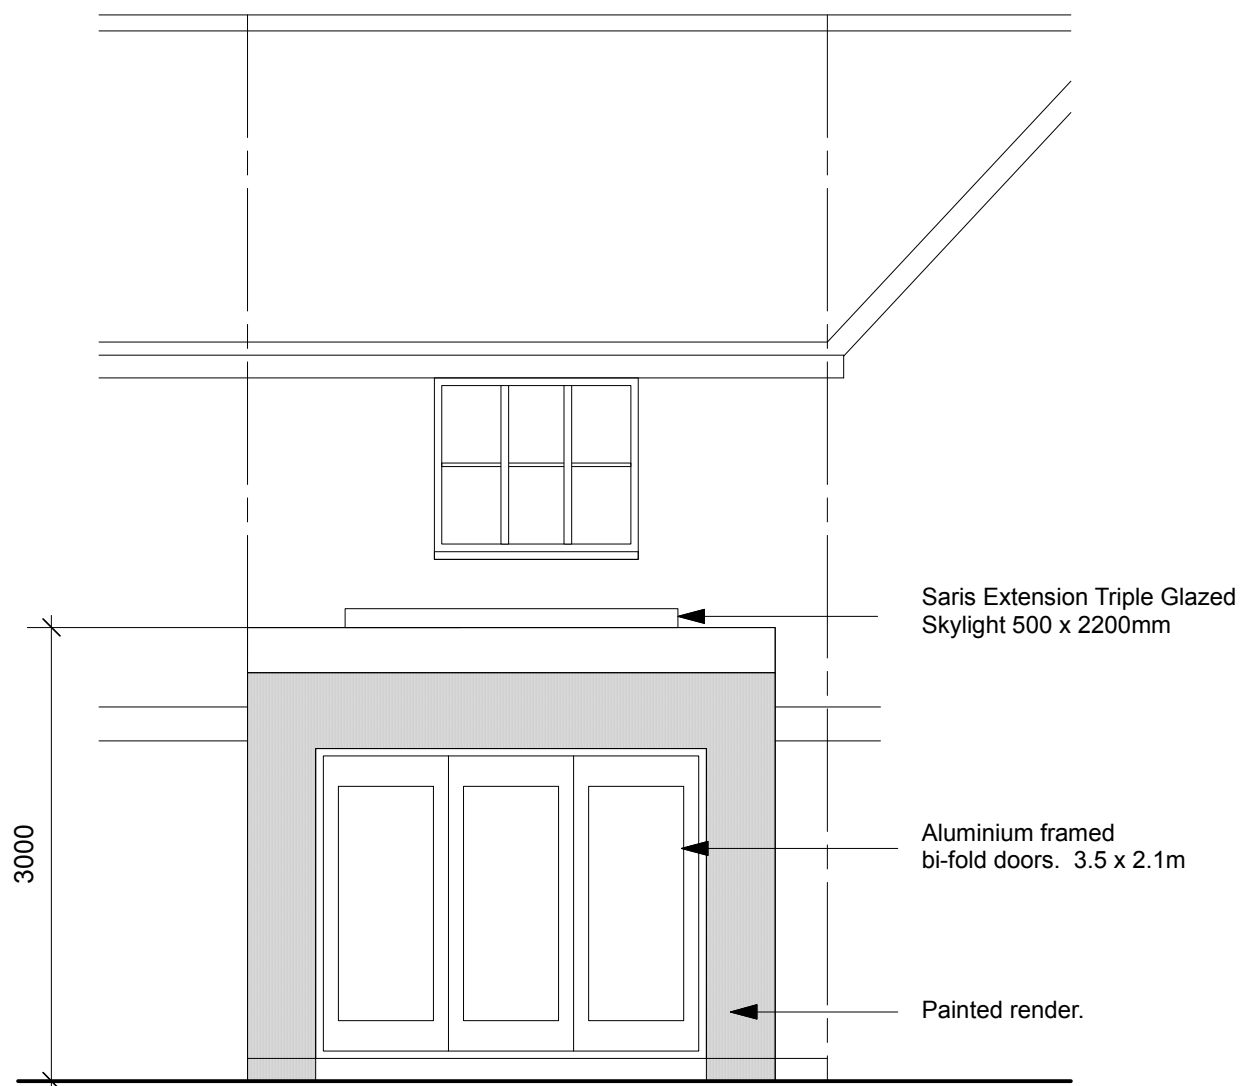 Saris Extension Triple Glazed
Skylight 500 x 2200mm
3000
Aluminium framed
bi-fold doors.  3.5 x 2.1m
Painted render.